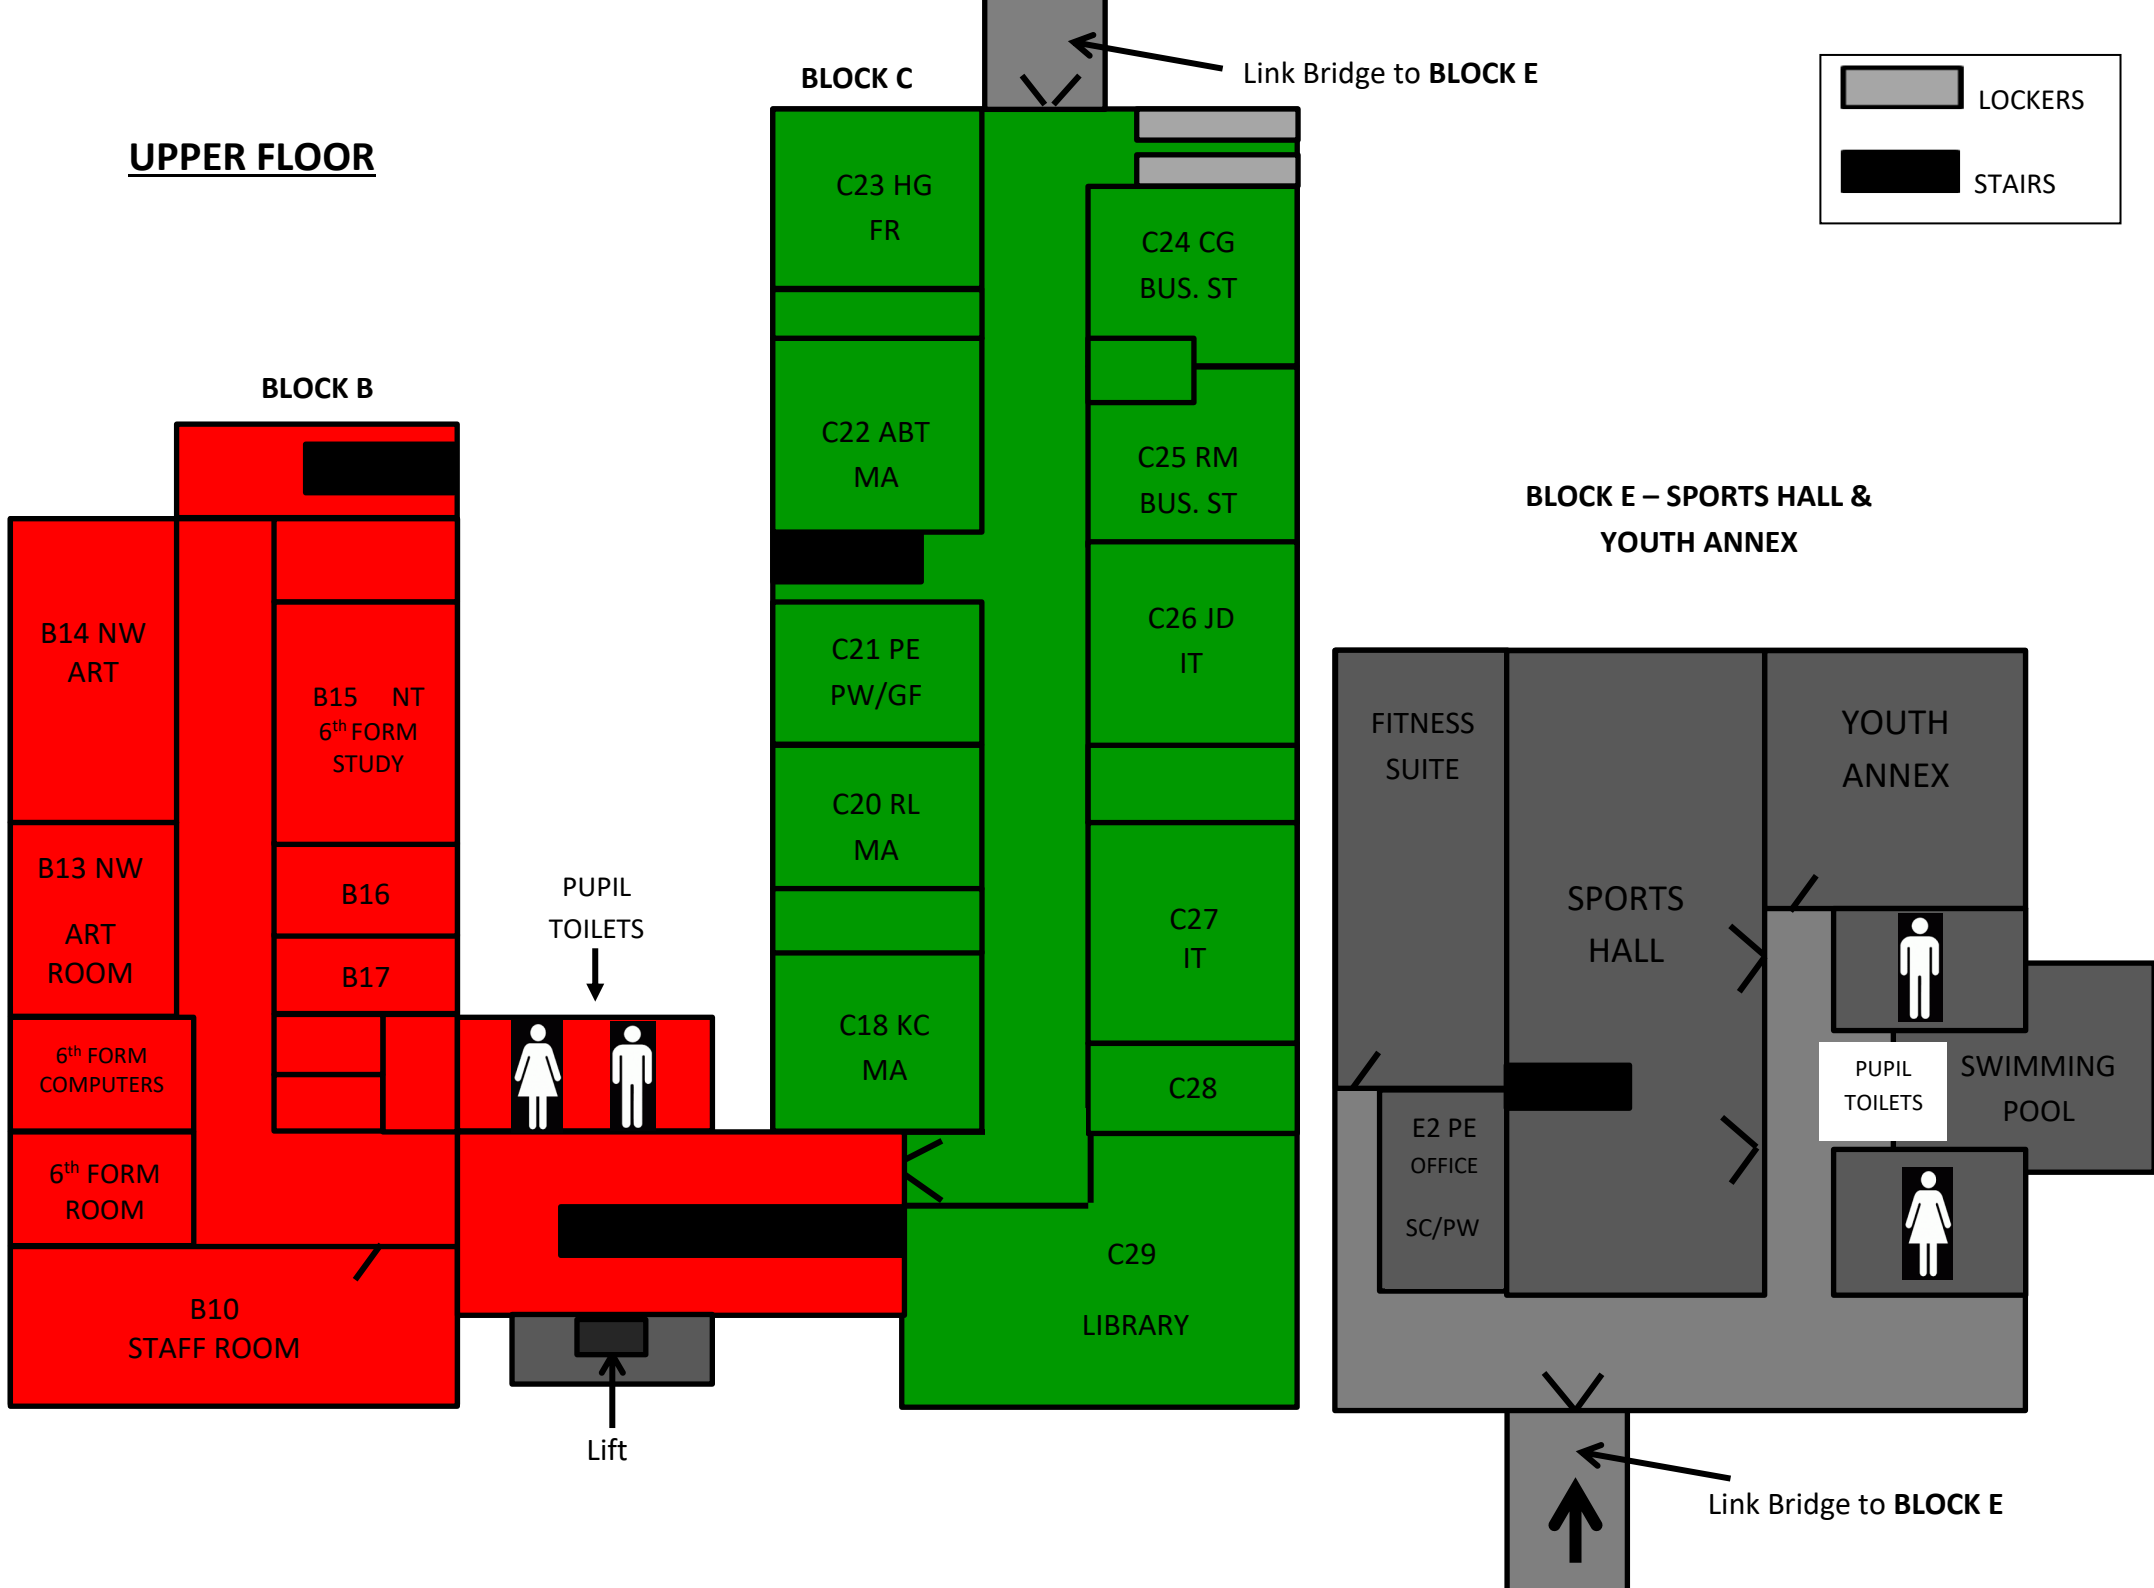 UPPER FLOOR
BLOCK C
Link Bridge to BLOCK E
LOCKERS
STAIRS
C23 HG
FR
C24 CG
BUS. ST
C22 ABT
MA
C25 RM
BUS. ST
C21 PE
PW/GF
C26 JD
IT
C20 RL
MA
C27
IT
C18 KC
MA
C28
C29
LIBRARY
BLOCK B
B14 NW
ART
B15 NT
6th FORM
STUDY
B13 NW
ART
ROOM
B16
B17
6th FORM
COMPUTERS
6th FORM
ROOM
B10
STAFF ROOM
PUPIL
TOILETS
Lift
BLOCK E – SPORTS HALL &
YOUTH ANNEX
FITNESS
SUITE
YOUTH
ANNEX
SPORTS
HALL
PUPIL
TOILETS
SWIMMING
POOL
E2 PE
OFFICE
SC/PW
Link Bridge to BLOCK E